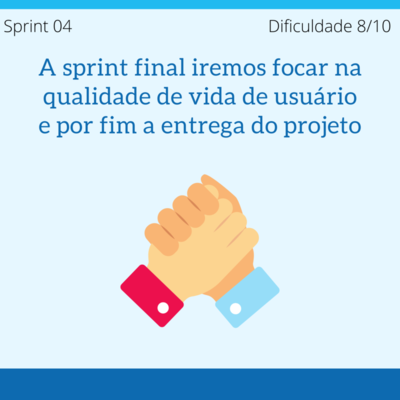 Sprint 04
Dificuldade 8/10
A sprint final iremos focar na
qualidade de vida de usuário
e por fim a entrega do projeto